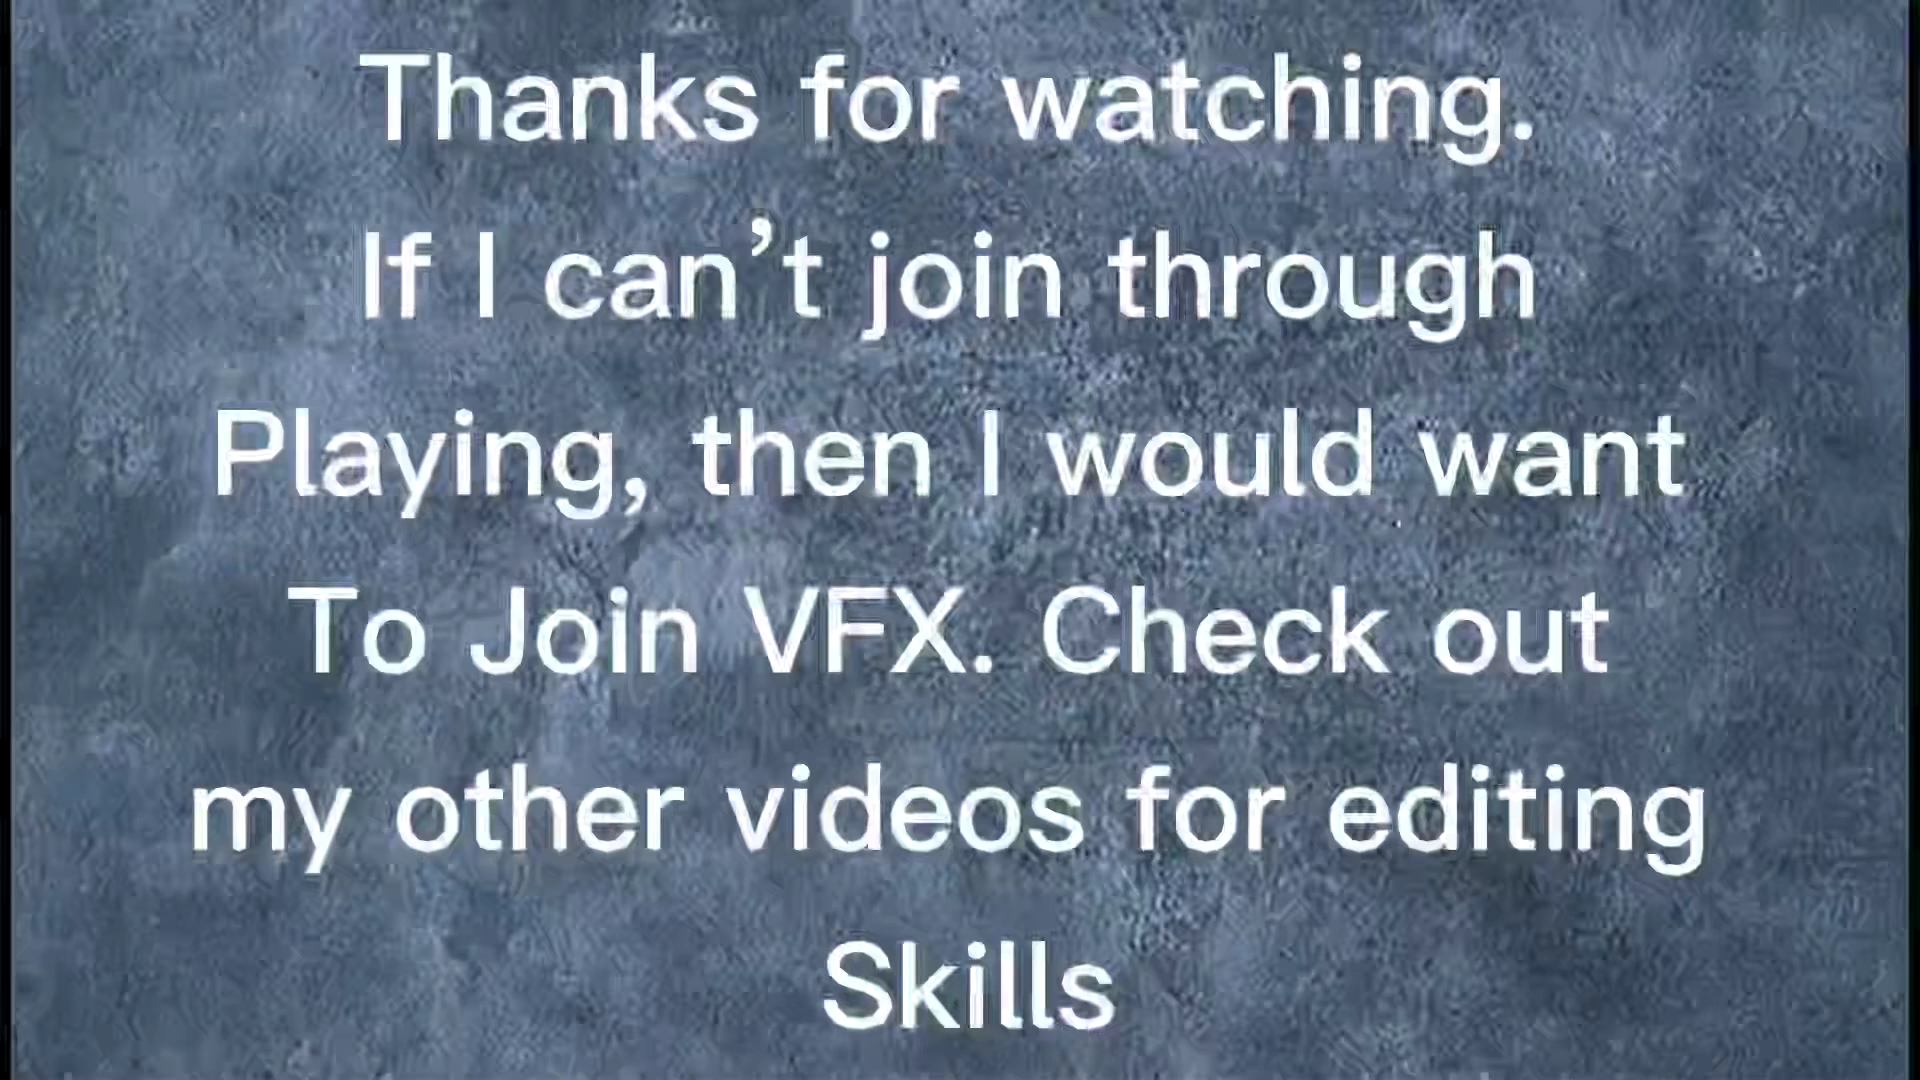 Thanks for watching.
If I can’t join through
Playing, then I would want
To Join VFX. Check out
my other videos for editing
Skills